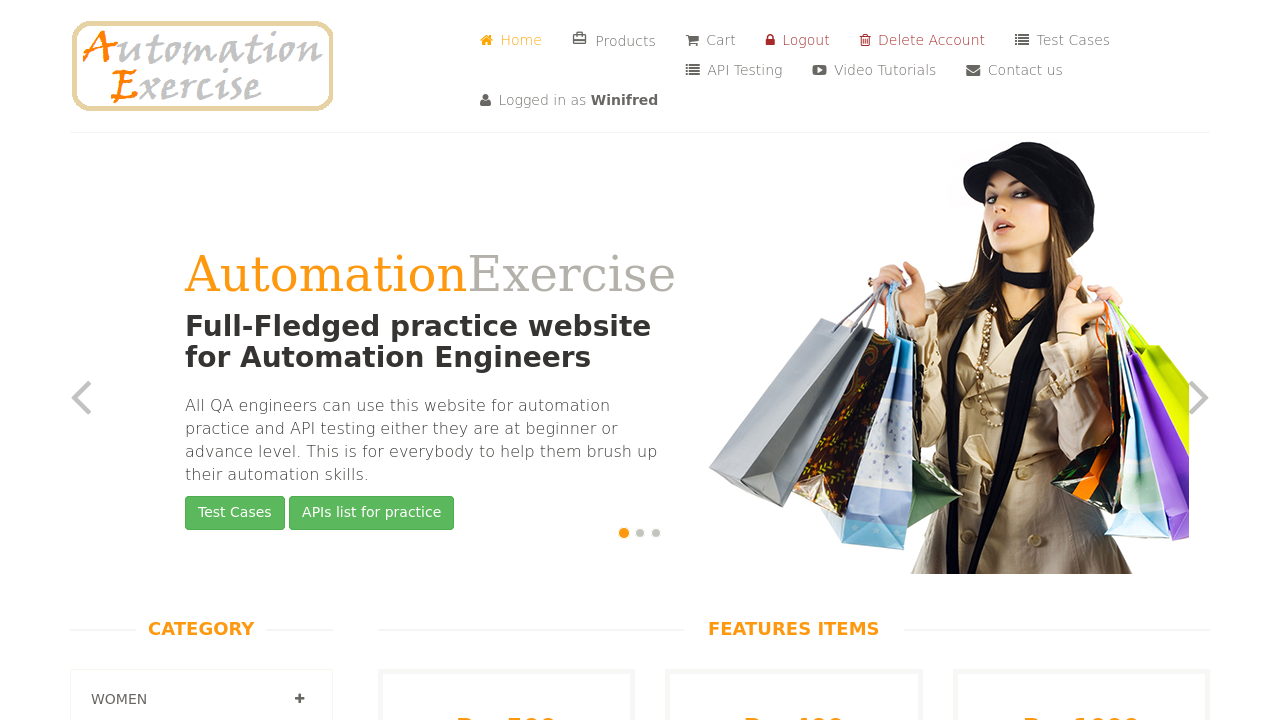 Automation
Exercise
Home
Products
Cart
Logout
Delete Account
Test Cases
API Testing
Video Tutorials
Contact us
Logged in as Winifred
AutomationExercise
Full-Fledged practice website
for Automation Engineers
All QA engineers can use this website for automation
practice and API testing either they are at beginner or
advance level. This is for everybody to help them brush up
their automation skills.
Test Cases
APIs list for practice
CATEGORY
FEATURES ITEMS
WOMEN